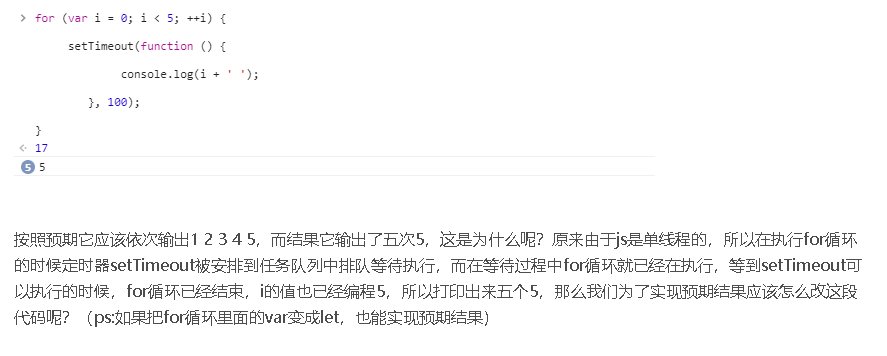 > for (var i = 0; i < 5; ++i) {
setTimeout(function () {
console.log(i + ' ');
}, 100);
}
17
5 5
按照预期它应该依次输出1 2 3 4 5，而结果它输出了五次5，这是为什么呢？原来由于js是单线程的，所以在执行for循环
的时候定时器setTimeout被安排到任务队列中排队等待执行，而在等待过程中for循环就已经在执行，等到setTimeout可
以执行的时候，for循环已经结束，i的值也已经编程5，所以打印出来五个5，那么我们为了实现预期结果应该怎么改这段
代码呢？（ps:如果把for循环里面的var变成let，也能实现预期结果）